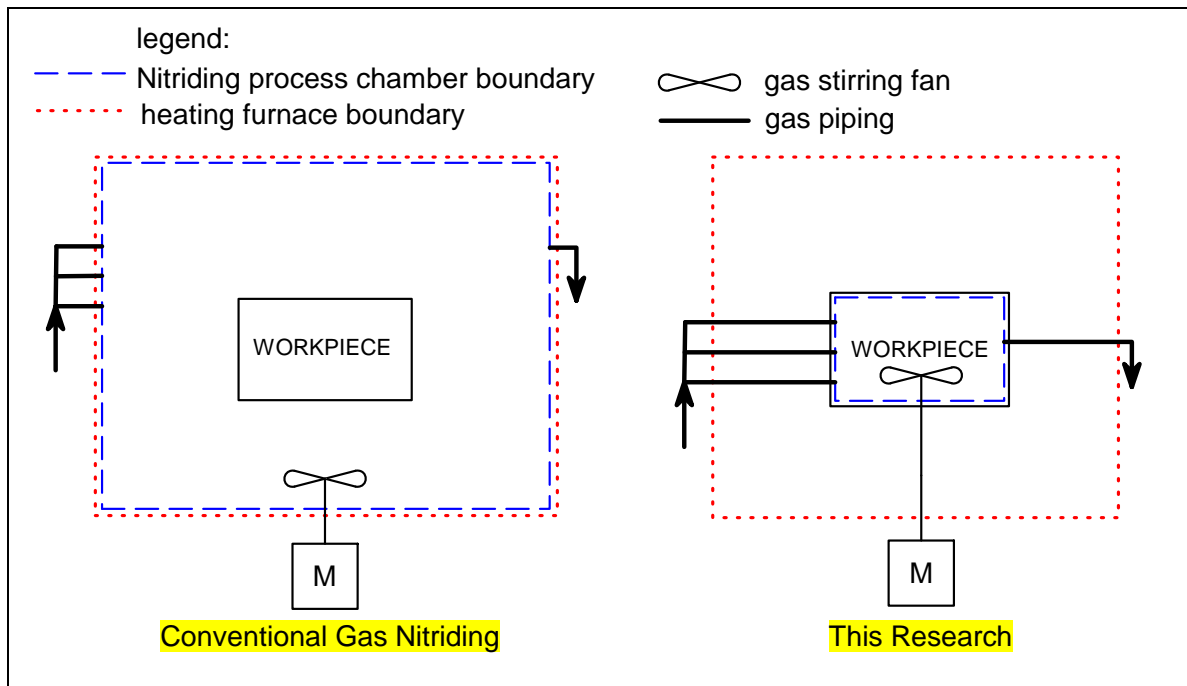 legend:
Nitriding process chamber boundary
heating furnace boundary
gas stirring fan
gas piping
WORKPIECE
M
Conventional Gas Nitriding
WORKPIECE
M
This Research